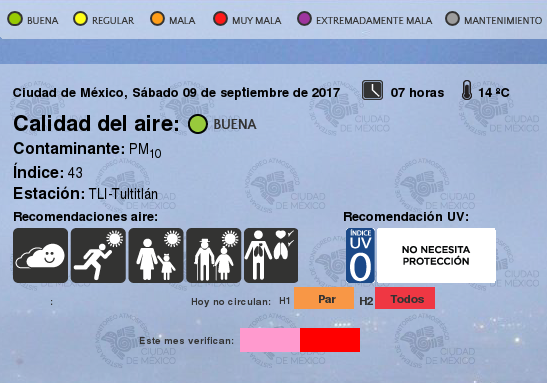 BUENA REGULAR MALA MUY MALA EXTREMADAMENTE MALA MANTENIMIENTO
Ciudad de México, Sábado 09 de septiembre de 2017 07 horas 14 ºC
Calidad del aire: BUENA
Contaminante: PM10
Índice: 43
Estación: TLI-Tultitlán
Recomendaciones aire: Recomendación UV:
ÍNDICE
UV
0
NO NECESITA
PROTECCIÓN
: Hoy no circulan: H1 Par H2 Todos
Este mes verifican: